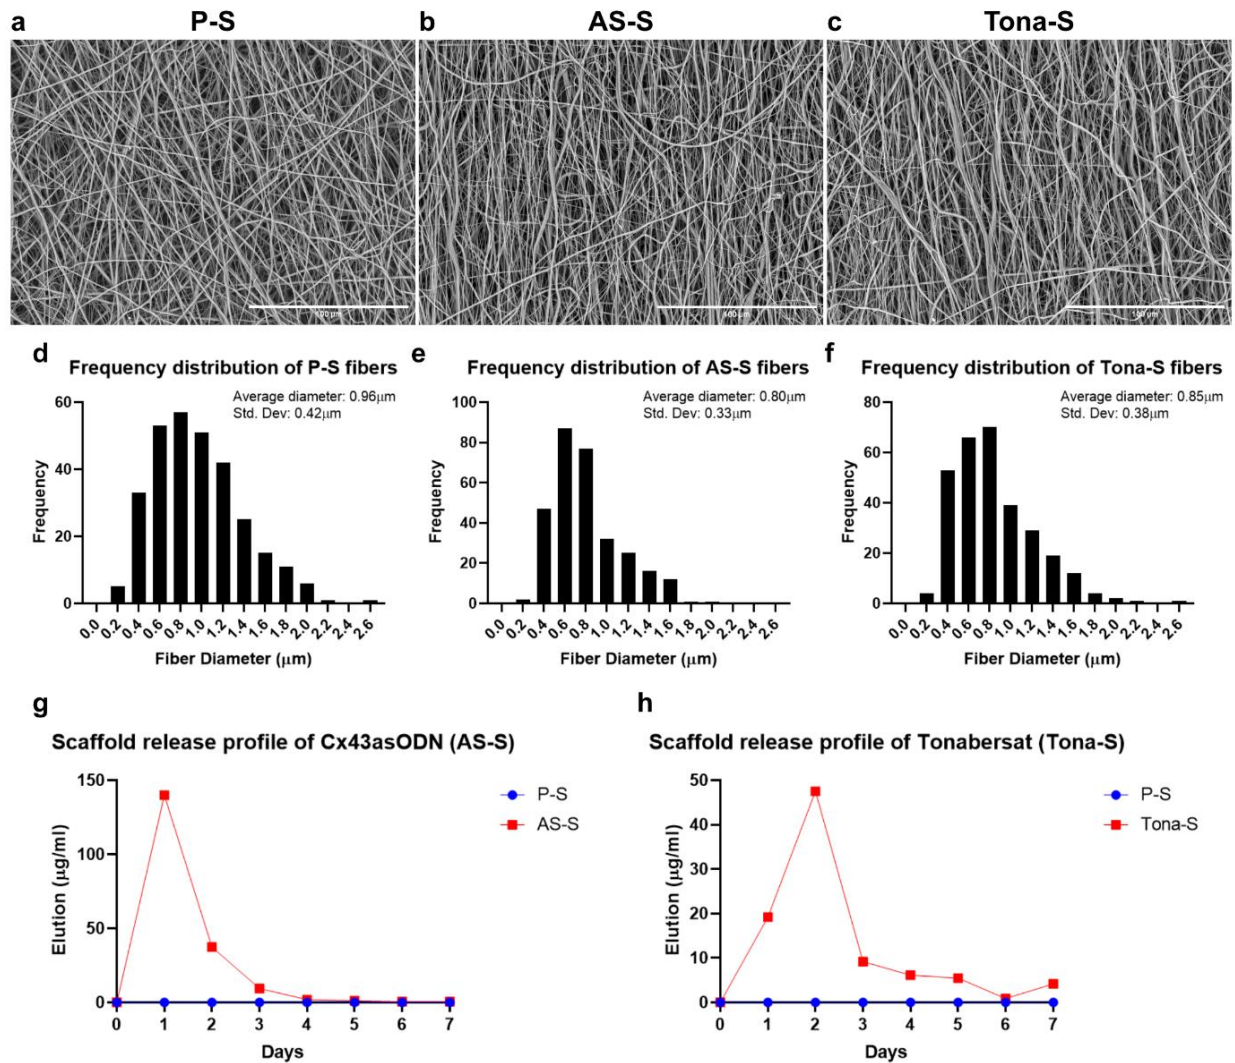 a P-S b AS-S c Tona-S
100 µm 100 µm 100 µm
d Frequency distribution of P-S fibers
Average diameter: 0.96µm
Std. Dev: 0.42µm
Frequency
60
40
20
0
0.0 0.2 0.4 0.6 0.8 1.0 1.2 1.4 1.6 1.8 2.0 2.2 2.4 2.6
Fiber Diameter (µm)
e Frequency distribution of AS-S fibers
Average diameter: 0.80µm
Std. Dev: 0.33µm
Frequency
100
80
60
40
20
0
0.0 0.2 0.4 0.6 0.8 1.0 1.2 1.4 1.6 1.8 2.0 2.2 2.4 2.6
Fiber Diameter (µm)
f Frequency distribution of Tona-S fibers
Average diameter: 0.85µm
Std. Dev: 0.38µm
Frequency
80
60
40
20
0
0.0 0.2 0.4 0.6 0.8 1.0 1.2 1.4 1.6 1.8 2.0 2.2 2.4 2.6
Fiber Diameter (µm)
g
Scaffold release profile of Cx43asODN (AS-S)
Elution (µg/ml)
150
100
50
0
0 1 2 3 4 5 6 7
Days
P-S
AS-S
h
Scaffold release profile of Tonabersat (Tona-S)
Elution (µg/ml)
50
40
30
20
10
0
0 1 2 3 4 5 6 7
Days
P-S
Tona-S